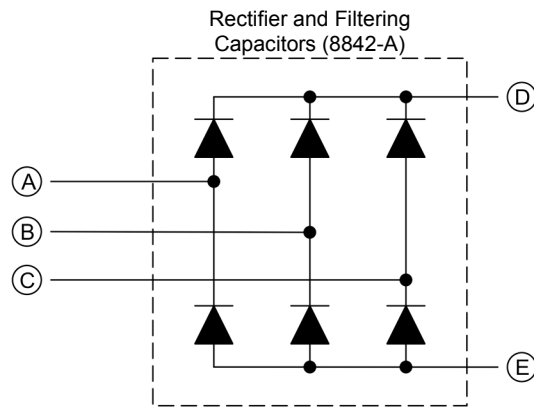 Rectifier and Filtering
Capacitors (8842-A)
D
A
B
C
E